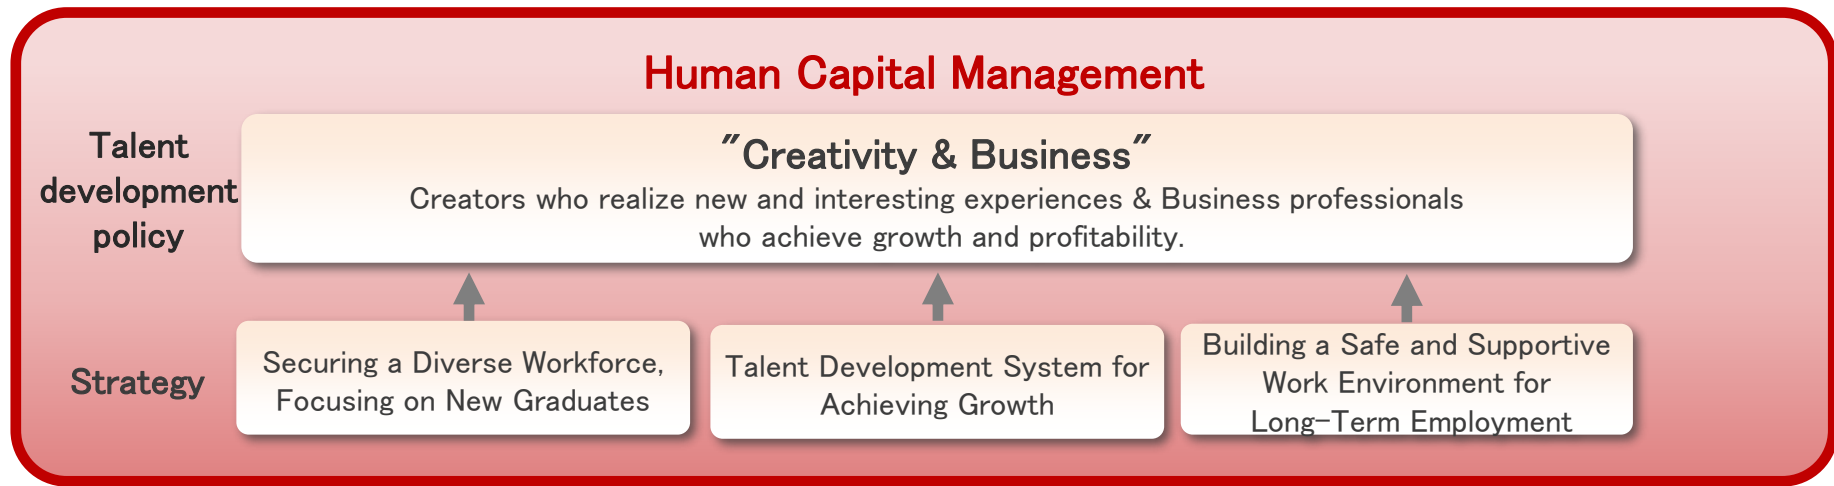 Human Capital Management
Talent
development
policy
"Creativity & Business"
Creators who realize new and interesting experiences & Business professionals
who achieve growth and profitability.
Strategy
Securing a Diverse Workforce,
Focusing on New Graduates
Talent Development System for
Achieving Growth
Building a Safe and Supportive
Work Environment for
Long-Term Employment